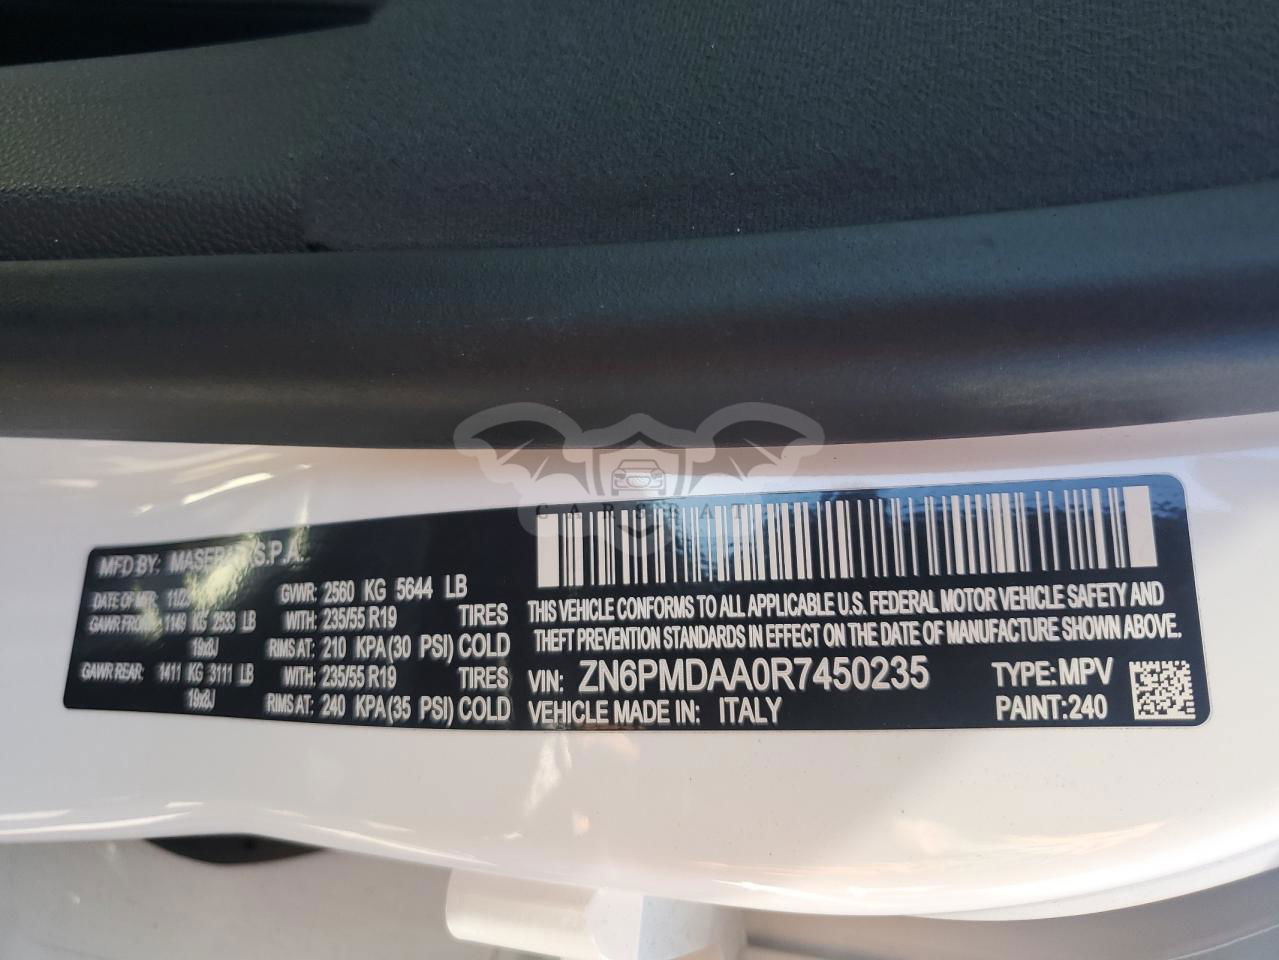 MFD BY: MASERATI S.P.A.
DATE OF MFR 11/23 GVWR: 2560 KG 5644 LB
GAWR FRONT: 1149 KG 2533 LB WITH: 235/55 R19 TIRES
19x8J RIMS AT: 210 KPA(30 PSI) COLD
GAWR REAR: 1411 KG 3111 LB WITH: 235/55 R19 TIRES
19x8J RIMS AT: 240 KPA(35 PSI) COLD
CARCRAT
THIS VEHICLE CONFORMS TO ALL APPLICABLE U.S. FEDERAL MOTOR VEHICLE SAFETY AND
THEFT PREVENTION STANDARDS IN EFFECT ON THE DATE OF MANUFACTURE SHOWN ABOVE.
VIN: ZN6PMDAA0R7450235 TYPE: MPV
VEHICLE MADE IN: ITALY PAINT:240